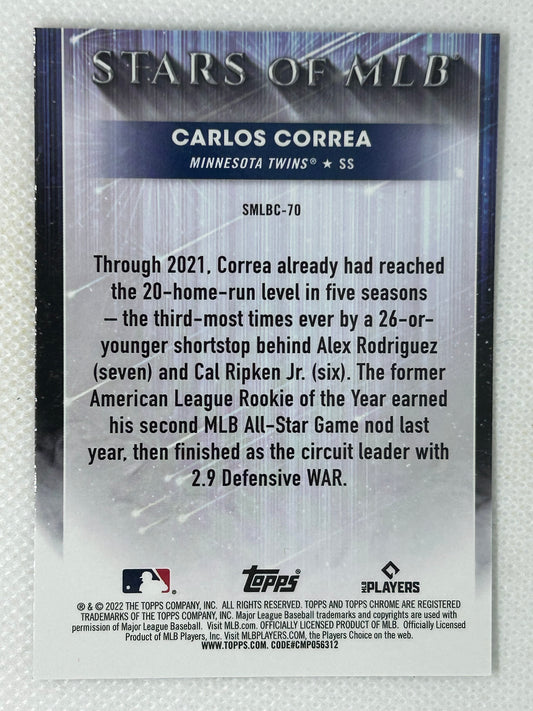 STARS OF MLB®
CARLOS CORREA
MINNESOTA TWINS® ★ SS
SMLBC-70
Through 2021, Correa already had reached
the 20-home-run level in five seasons
– the third-most times ever by a 26-or-
younger shortstop behind Alex Rodriguez
(seven) and Cal Ripken Jr. (six). The former
American League Rookie of the Year earned
his second MLB All-Star Game nod last
year, then finished as the circuit leader with
2.9 Defensive WAR.
TOPPS
MLB PLAYERS
® & © 2022 THE TOPPS COMPANY, INC. ALL RIGHTS RESERVED. TOPPS AND TOPPS CHROME ARE REGISTERED
TRADEMARKS OF THE TOPPS COMPANY, INC. Major League Baseball trademarks and copyrights are used with
permission of Major League Baseball. Visit MLB.com. OFFICIALLY LICENSED PRODUCT OF MLB. Officially Licensed
Product of MLB Players, Inc. Visit MLBPLAYERS.COM, the Players Choice on the web.
WWW.TOPPS.COM. CODE#CMP056312